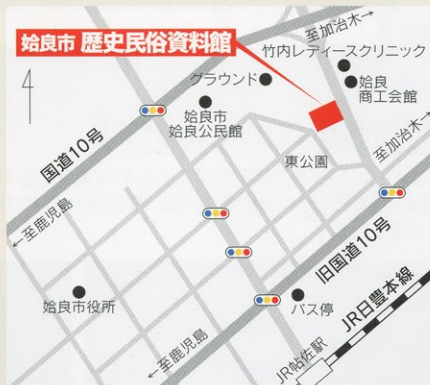 至加治木→
姶良市 歴史民俗資料館
竹内レディースクリニック
グラウンド
姶良
商工会館
姶良市
姶良公民館
国道10号
至加治木→
東公園
←至鹿児島
旧国道10号
姶良市役所
バス停
JR日豊本線
←至鹿児島
JR帖佐駅